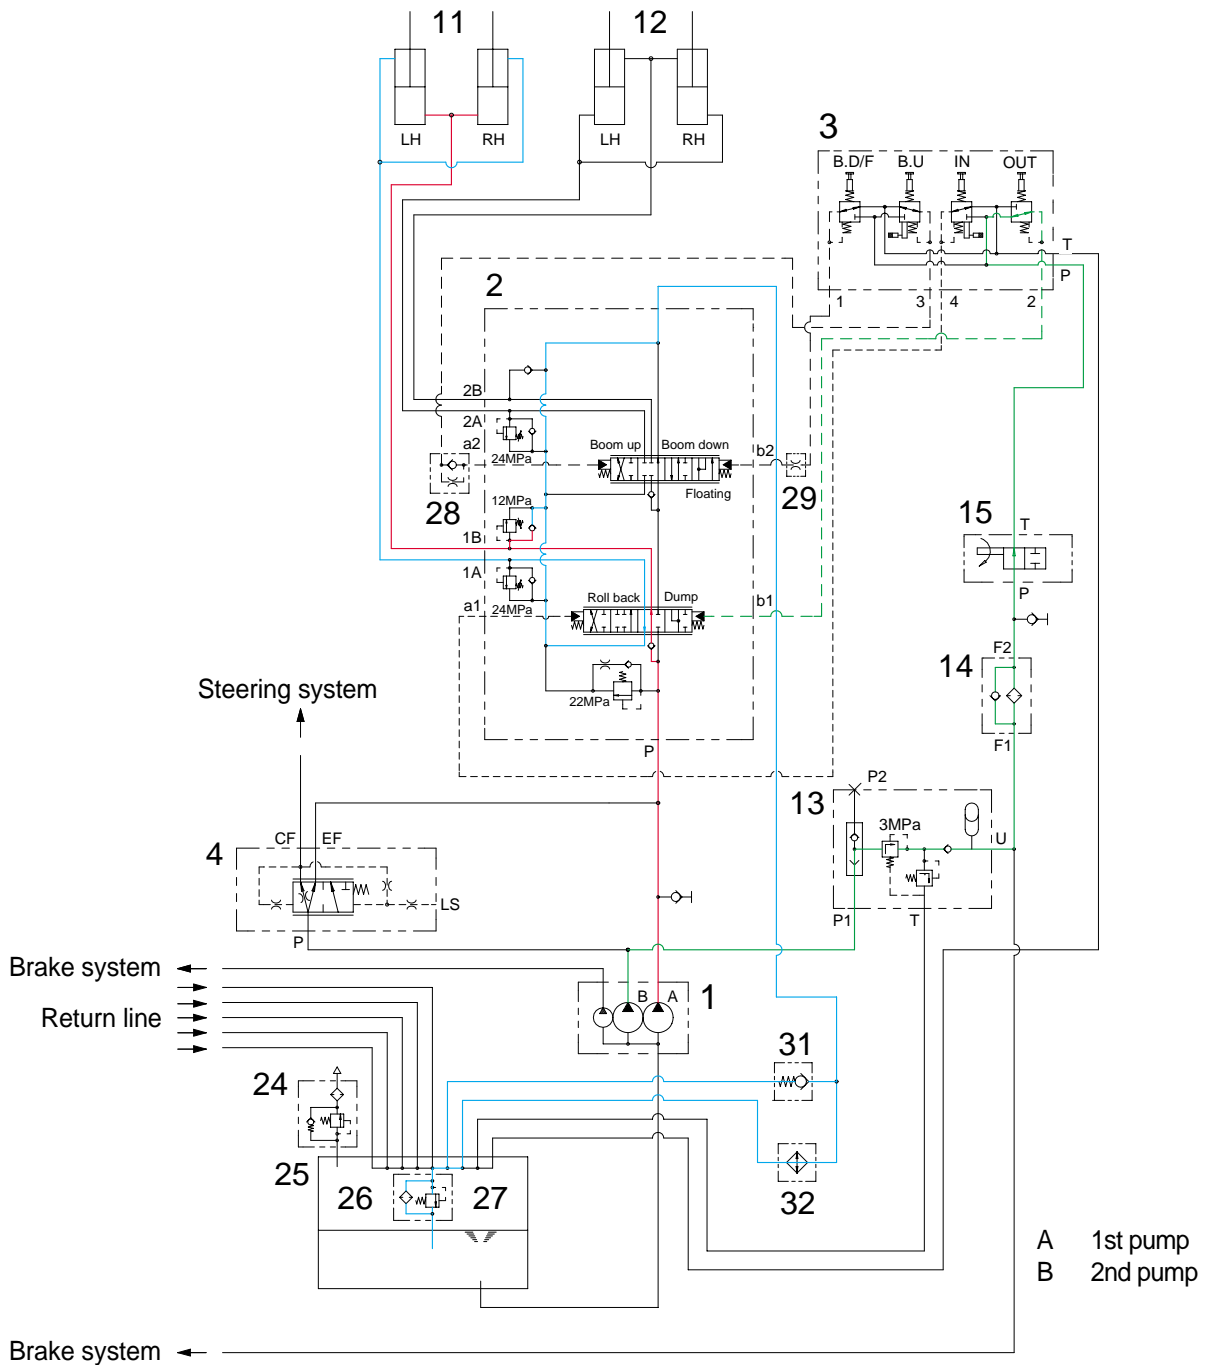 11
12
LH
RH
LH
RH
3
B.D/F
B.U
IN
OUT
T
P
1
3
4
2
2
2B
2A
a2
24MPa
Boom up
Boom down
b2
Floating
28
29
12MPa
1B
1A
a1
24MPa
Roll back
Dump
b1
22MPa
P
15
T
P
14
F2
F1
Steering system
13
P2
3MPa
U
P1
T
4
CF
EF
LS
P
Brake system
Return line
B
A
1
31
32
24
25
26
27
A 1st pump
B 2nd pump
Brake system